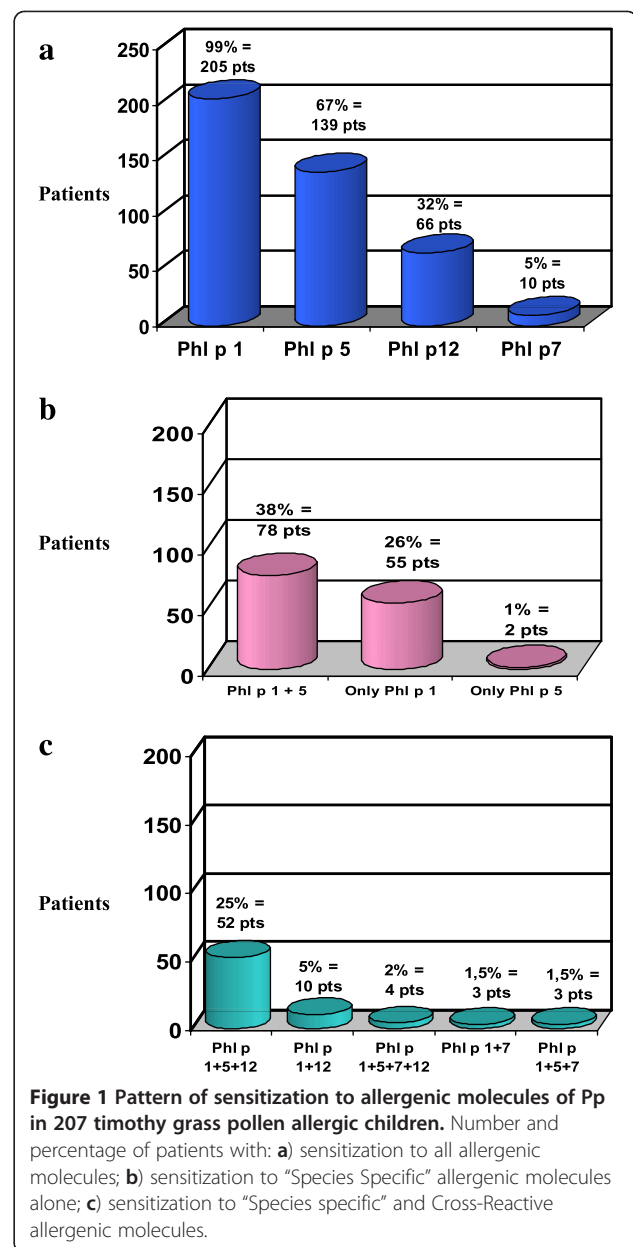 a
250
200
150
100
50
0
Patients
99% =
205 pts
67% =
139 pts
32% =
66 pts
5% =
10 pts
Phl p 1 Phl p 5 Phl p12 Phl p7
b
200
150
100
50
0
Patients
38% =
78 pts
26% =
55 pts
1% =
2 pts
Phl p 1 + 5 Only Phl p 1 Only Phl p 5
c
200
150
100
50
0
Patients
25% =
52 pts
5% =
10 pts
2% =
4 pts
1,5% =
3 pts
1,5% =
3 pts
Phl p
1+5+12
Phl p
1+12
Phl p
1+5+7+12
Phl p 1+7
Phl p
1+5+7
Figure 1 Pattern of sensitization to allergenic molecules of Pp
in 207 timothy grass pollen allergic children. Number and
percentage of patients with: a) sensitization to all allergenic
molecules; b) sensitization to “Species Specific” allergenic molecules
alone; c) sensitization to “Species specific” and Cross-Reactive
allergenic molecules.